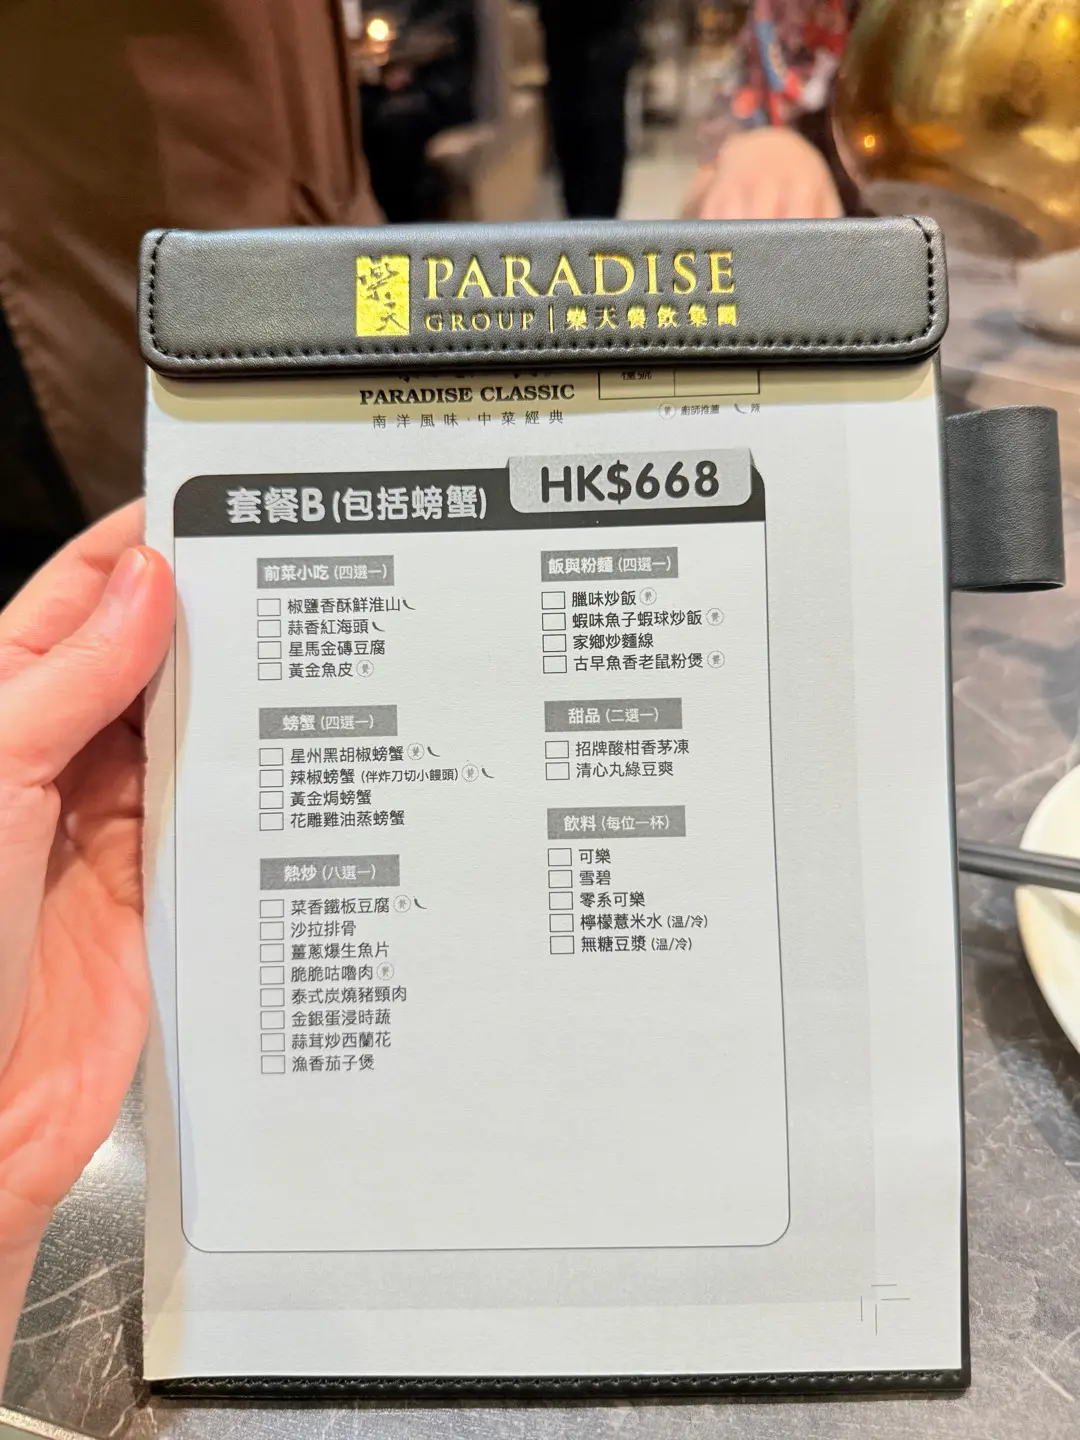 樂天
PARADISE
GROUP | 樂天餐飲集團
PARADISE CLASSIC
南洋風味·中菜經典
檯號
廚師推薦 辣
套餐B (包括螃蟹)
HK$668
前菜小吃 (四選一)
椒鹽香酥鮮淮山
蒜香紅海頭
星馬金磚豆腐
黃金魚皮
螃蟹 (四選一)
星州黑胡椒螃蟹
辣椒螃蟹 (伴炸刀切小饅頭)
黃金焗螃蟹
花雕雞油蒸螃蟹
熱炒 (八選一)
菜香鐵板豆腐
沙拉排骨
薑蔥爆生魚片
脆脆咕嚕肉
泰式炭燒豬頸肉
金銀蛋浸時蔬
蒜茸炒西蘭花
漁香茄子煲
飯與粉麵 (四選一)
臘味炒飯
蝦味魚子蝦球炒飯
家鄉炒麵線
古早魚香老鼠粉煲
甜品 (二選一)
招牌酸柑香茅凍
清心丸綠豆爽
飲料 (每位一杯)
可樂
雪碧
零系可樂
檸檬薏米水 (温/冷)
無糖豆漿 (温/冷)